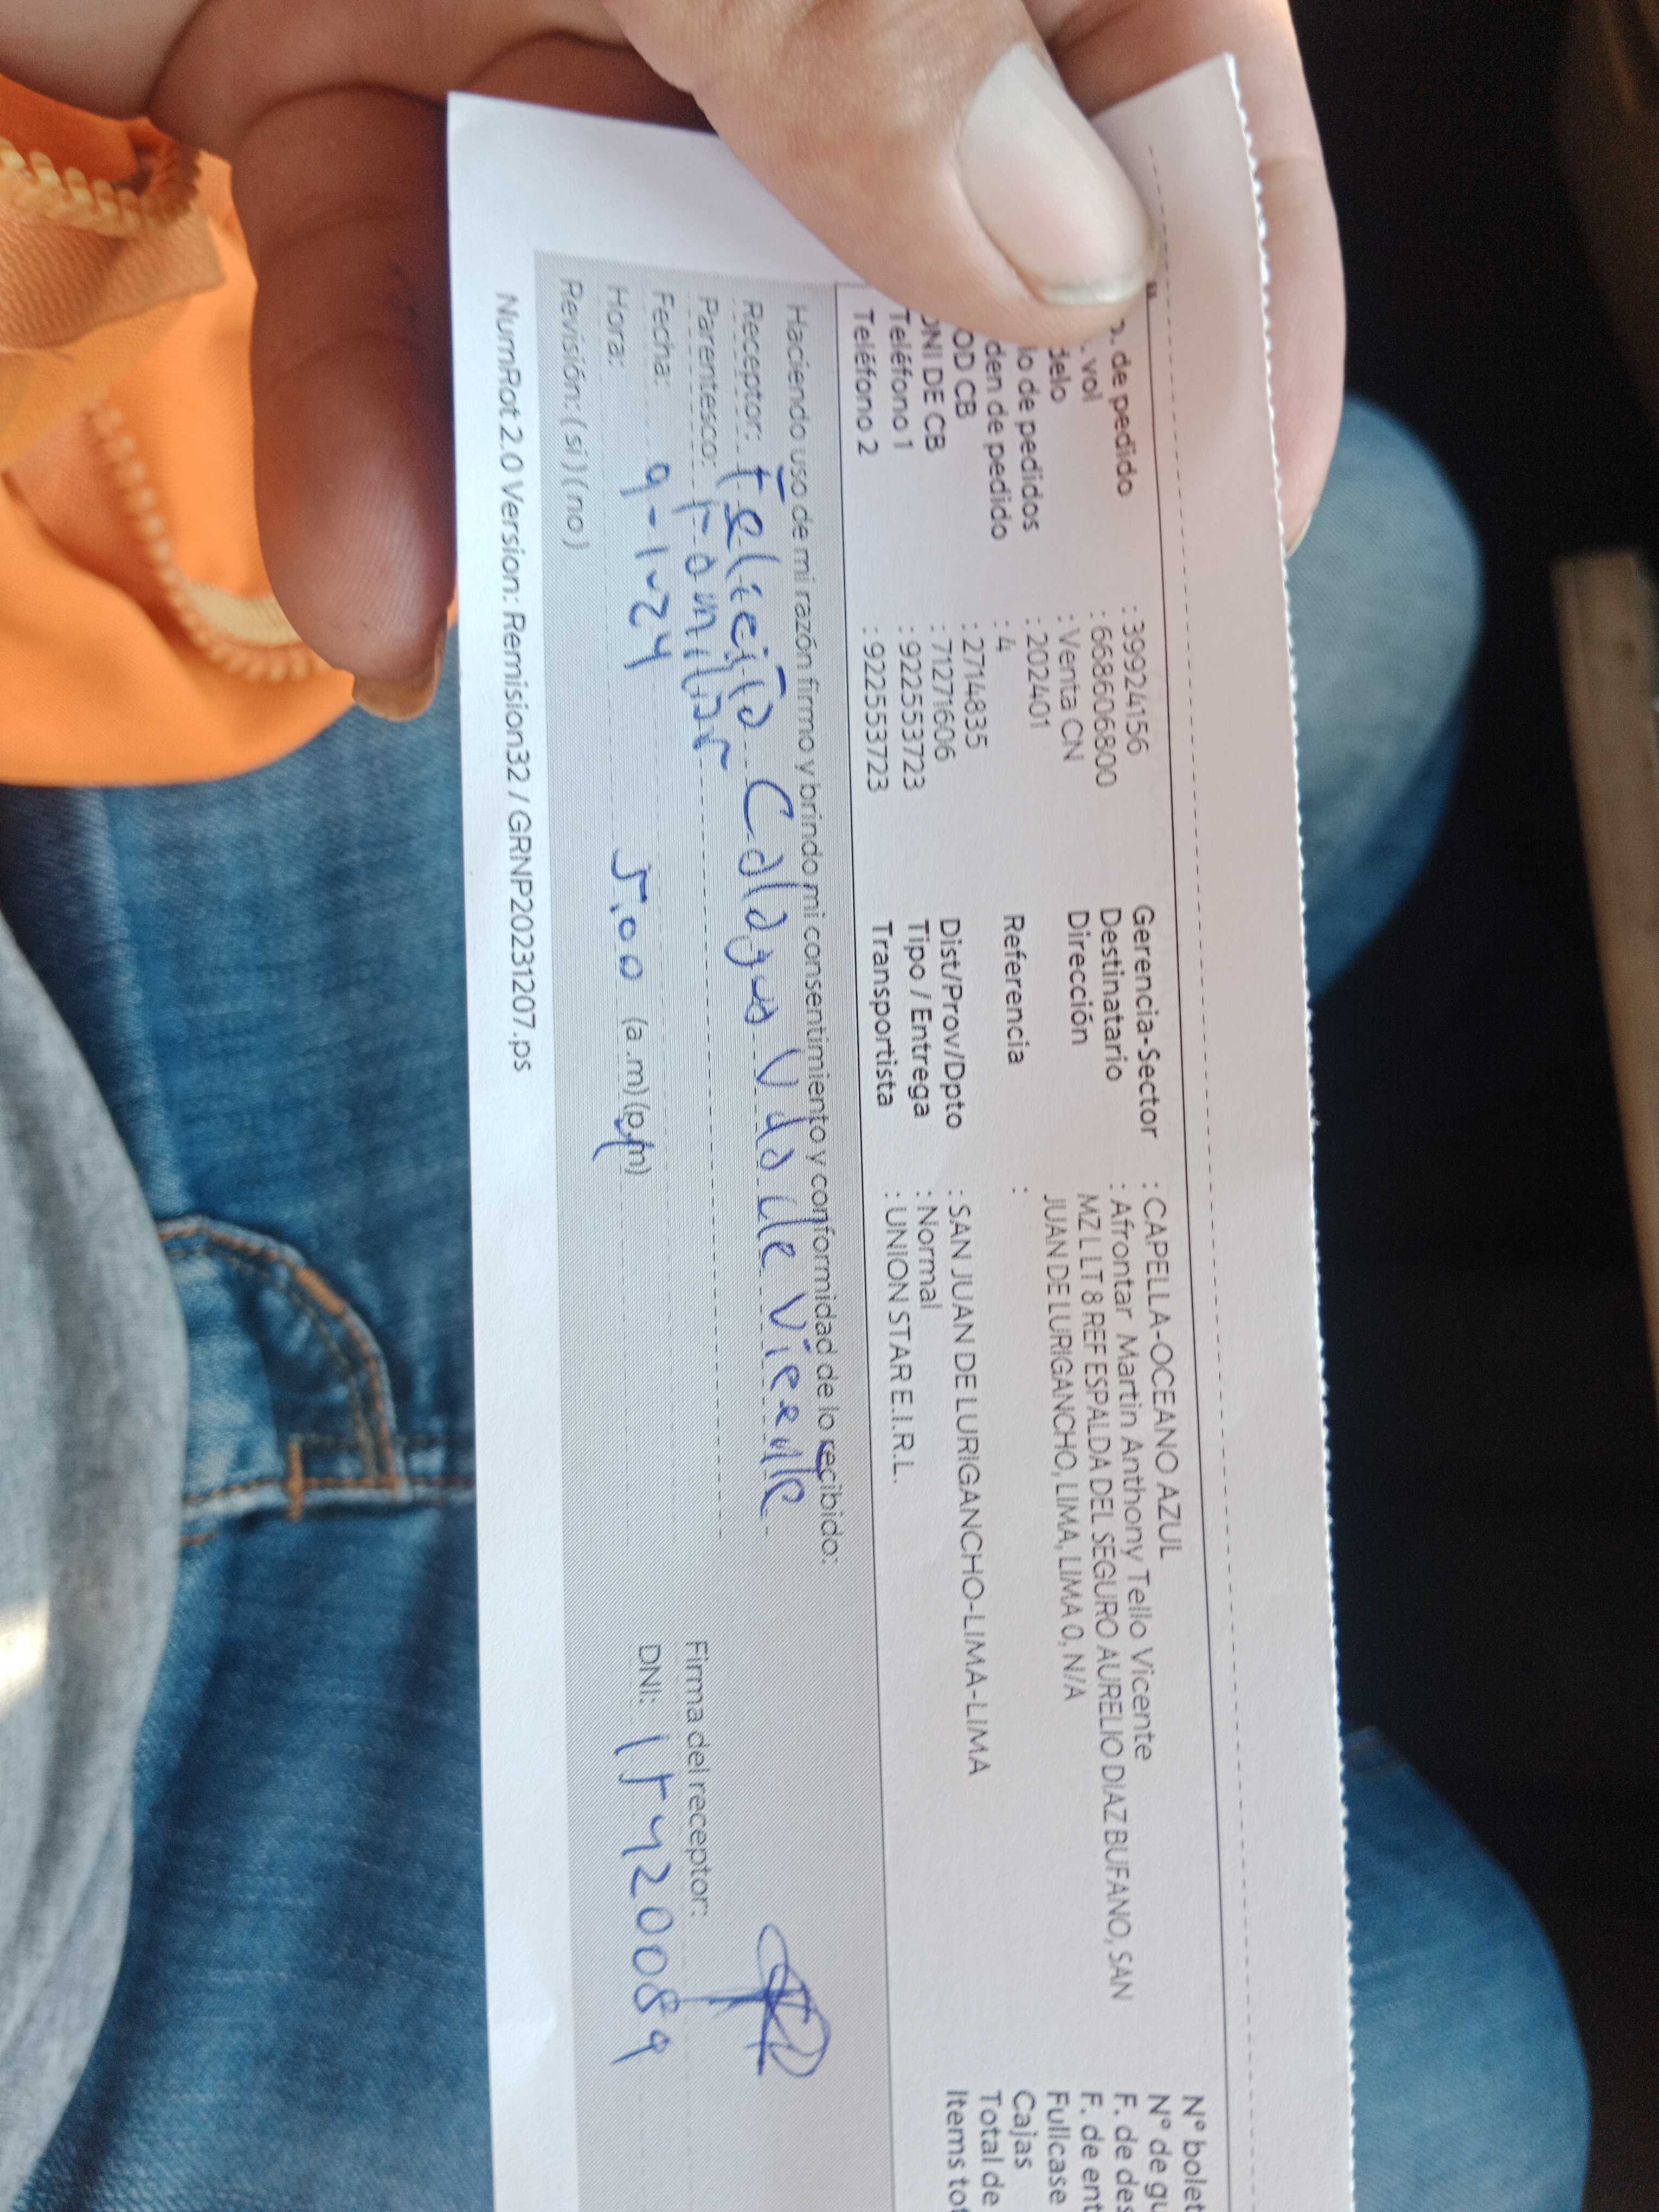 o. de pedido : 39924156
. vol : 668606800
delo : Venta CN
lo de pedidos : 202401
den de pedido : 4
OD CB : 2714835
DNI DE CB : 71271606
Teléfono 1 : 922553723
Teléfono 2 : 922553723
Gerencia-Sector : CAPELLA-OCEANO AZUL
Destinatario : Afrontar Martin Anthony Tello Vicente
Dirección MZ L LT 8 REF ESPALDA DEL SEGURO AURELIO DIAZ BUFANO, SAN
JUAN DE LURIGANCHO, LIMA, LIMA 0, N/A
Referencia :
Dist/Prov/Dpto : SAN JUAN DE LURIGANCHO-LIMA-LIMA
Tipo / Entrega : Normal
Transportista : UNION STAR E.I.R.L.
N° bolet
N° de gu
F. de des
F. de ent
Fullcase
Cajas
Total de
Items tot
Haciendo uso de mi razón firmo y brindo mi consentimiento y conformidad de lo recibido:
Receptor: Felicita Calagua Vda de Vicente
Parentesco: Familiar
Fecha: 9-1-24
Hora: 5:00 (a.m) (p.m)
Revisión: (si) (no)
Firma del receptor:
DNI: 15420089
NumRot 2.0 Version: Remision32 / GRNP20231207.ps